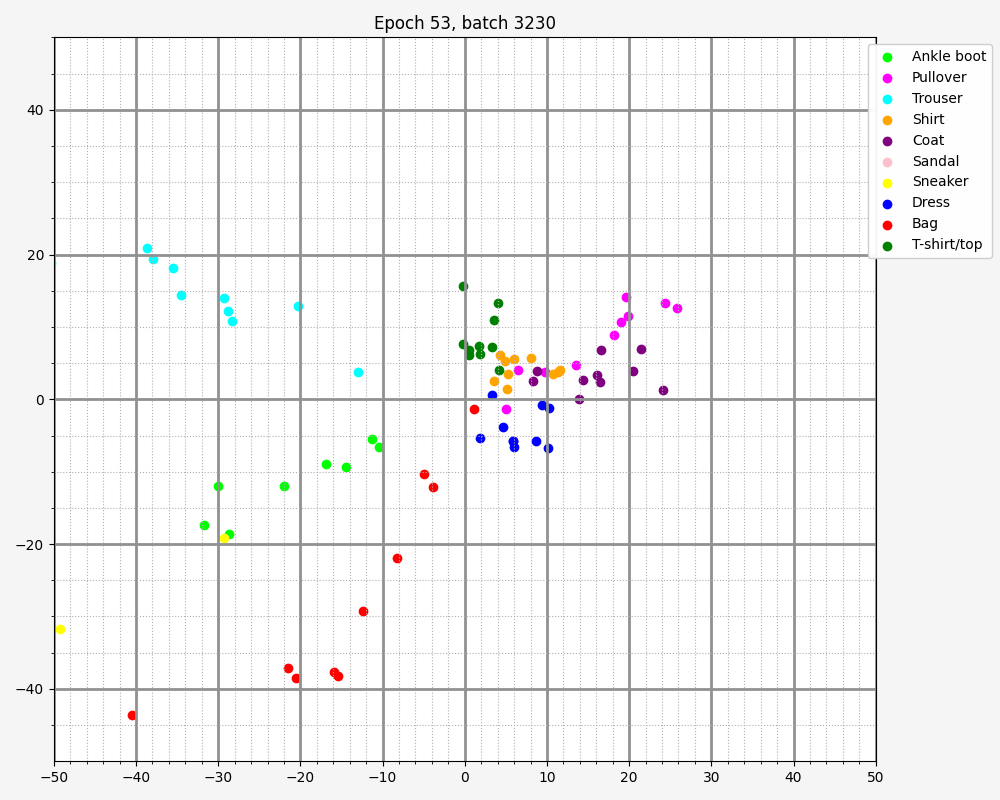 Epoch 53, batch 3230
Ankle boot
Pullover
Trouser
Shirt
Coat
Sandal
Sneaker
Dress
Bag
T-shirt/top
40
20
0
−20
−40
−50 −40 −30 −20 −10 0 10 20 30 40 50